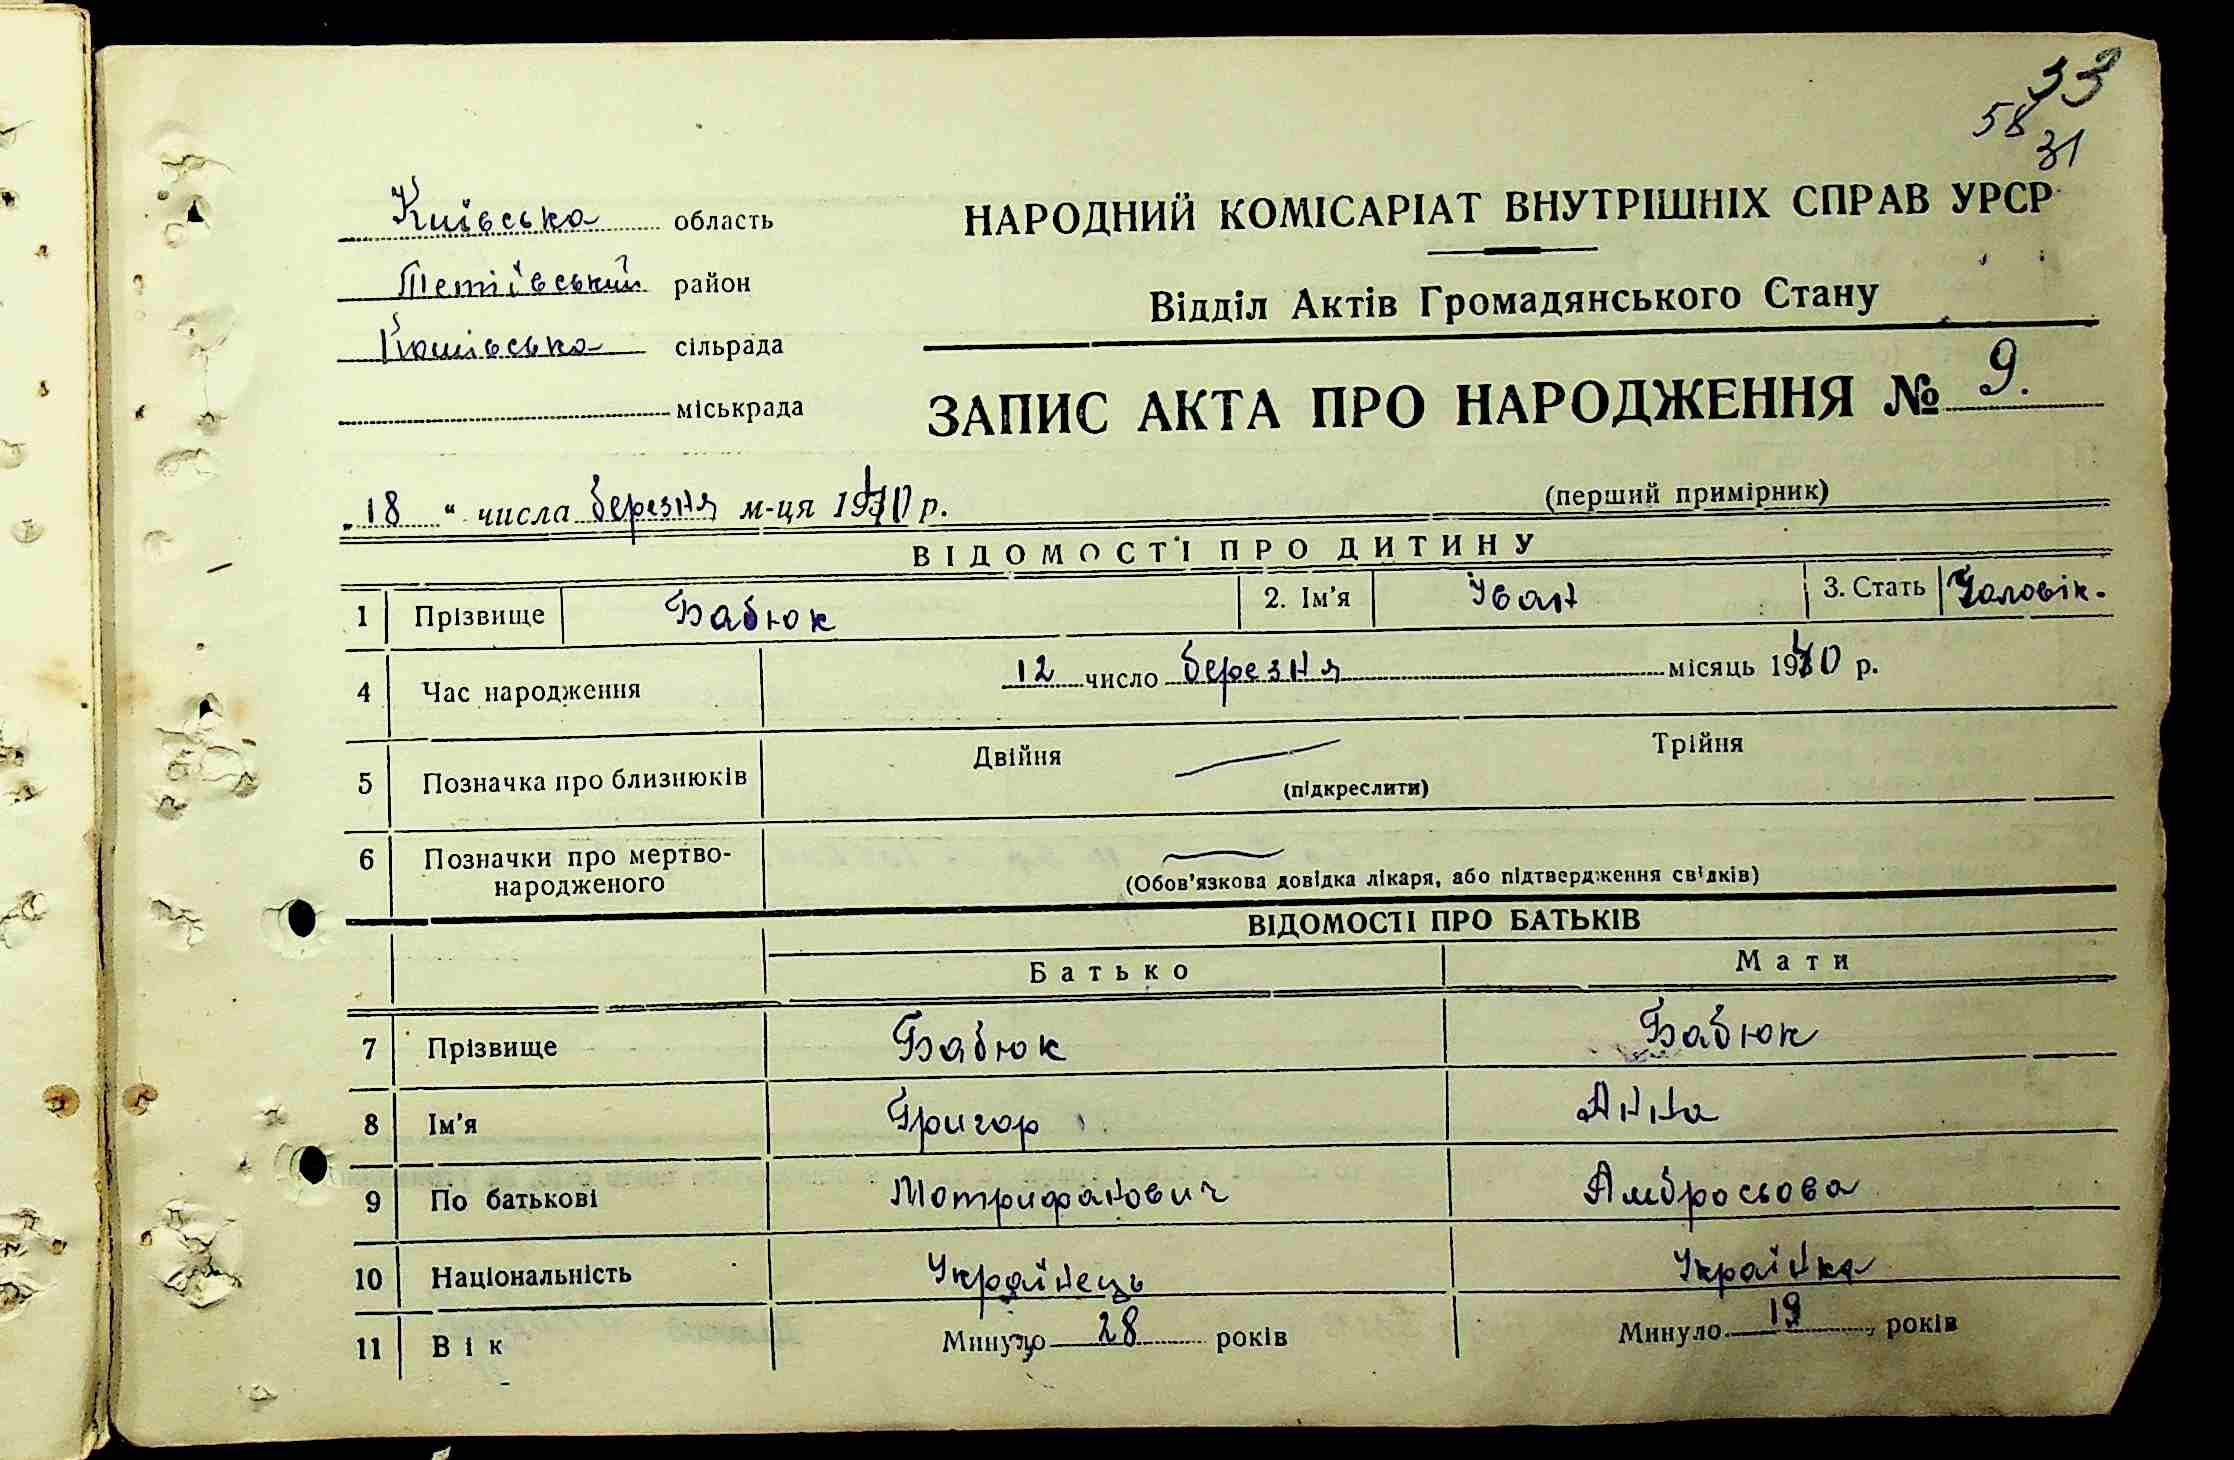 33
58
31
Київська область
Тетіївський район
Кошівська сільрада
міськрада
НАРОДНИЙ КОМІСАРІАТ ВНУТРІШНІХ СПРАВ УРСР
Відділ Актів Громадянського Стану
ЗАПИС АКТА ПРО НАРОДЖЕННЯ № 9.
„18“ числа березня м-ця 1940 р.
(перший примірник)
ВІДОМОСТІ ПРО ДИТИНУ
1 Прізвище Бабюк 2. Ім'я Іван 3. Стать Чоловік.
4 Час народження 12 число березня місяць 1940 р.
5 Позначка про близнюків Двійня Трійня
(підкреслити)
6 Позначки про мертво-
народженого
(Обов'язкова довідка лікаря, або підтвердження свідків)
ВІДОМОСТІ ПРО БАТЬКІВ
Батько Мати
7 Прізвище Бабюк Бабюк
8 Ім'я Григор Анна
9 По батькові Мотрифанович Амбросьова
10 Національність Українець Українка
11 Вік Минуло 28 років Минуло 19 років